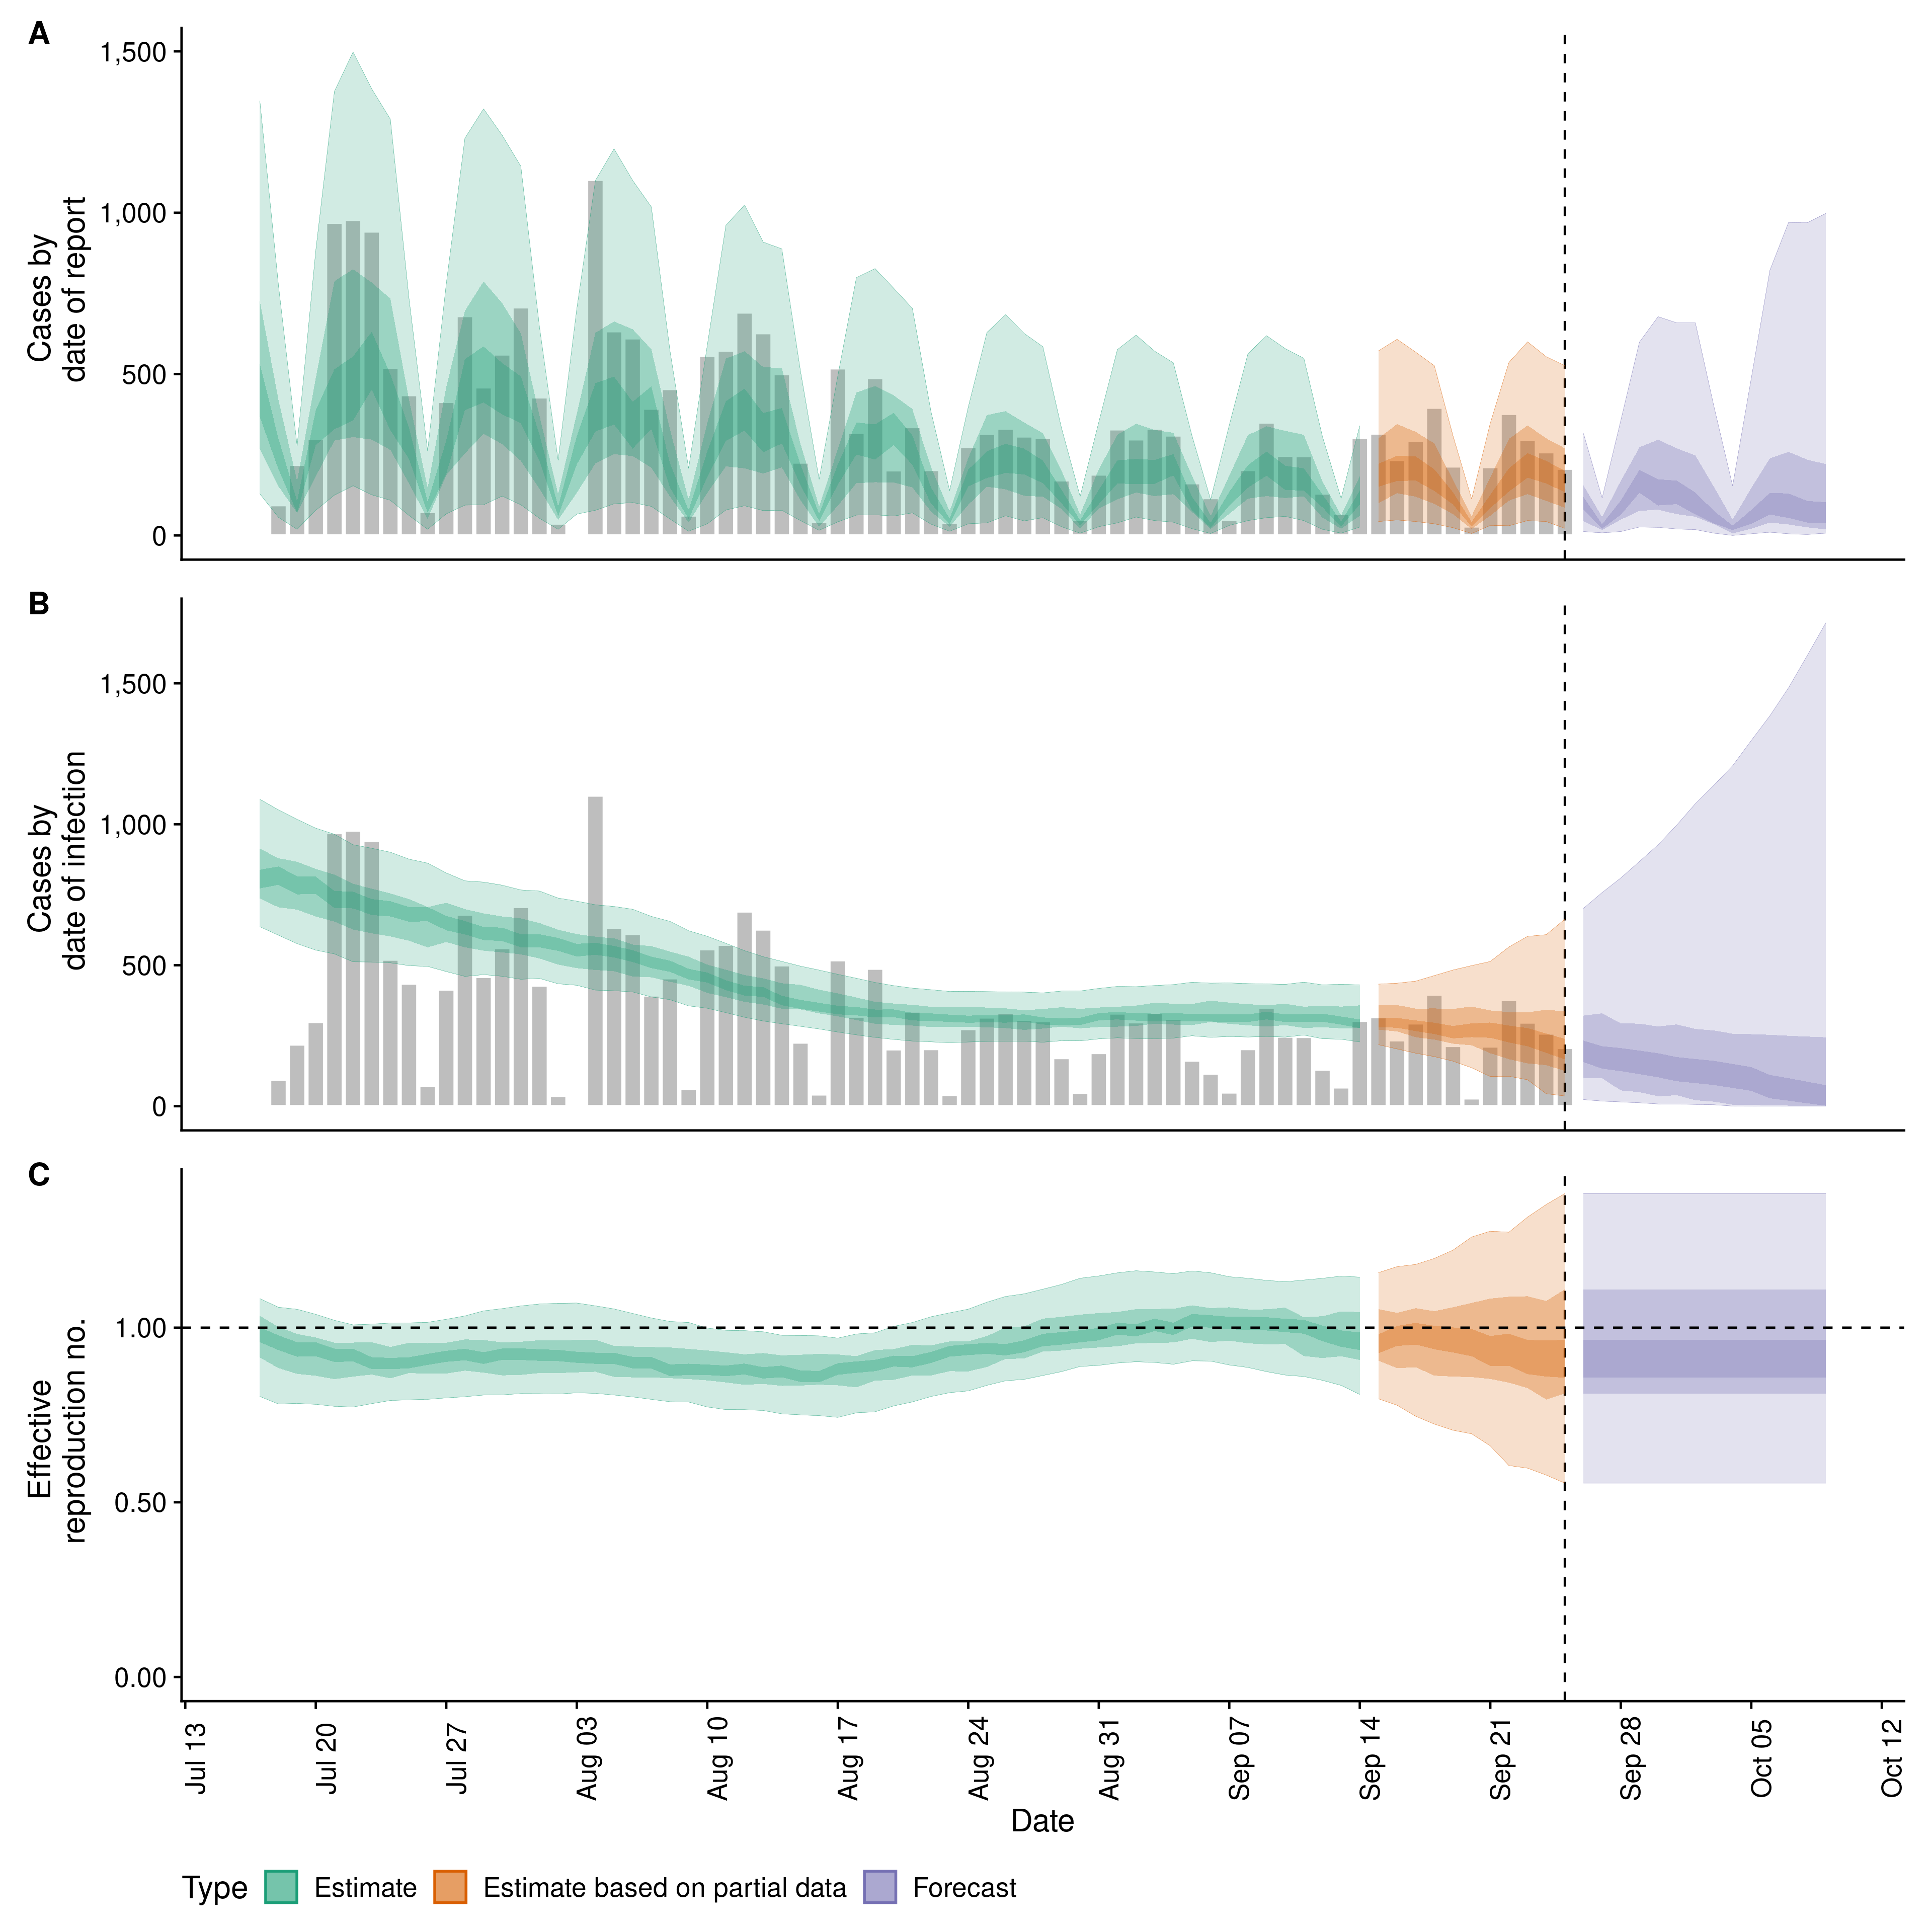 A
1,500
1,000
500
0
Cases by
date of report
B
1,500
1,000
500
0
Cases by
date of infection
C
1.00
0.50
0.00
Effective
reproduction no.
Jul 13
Jul 20
Jul 27
Aug 03
Aug 10
Aug 17
Aug 24
Aug 31
Sep 07
Sep 14
Sep 21
Sep 28
Oct 05
Oct 12
Date
Type Estimate Estimate based on partial data Forecast